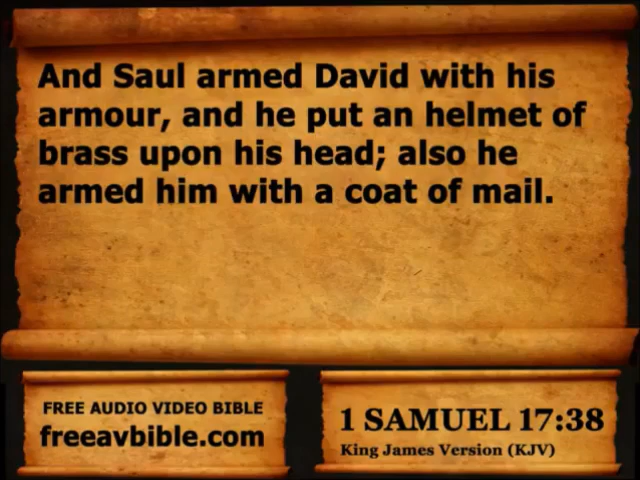 And Saul armed David with his
armour, and he put an helmet of
brass upon his head; also he
armed him with a coat of mail.
FREE AUDIO VIDEO BIBLE
freeavbible.com
1 SAMUEL 17:38
King James Version (KJV)